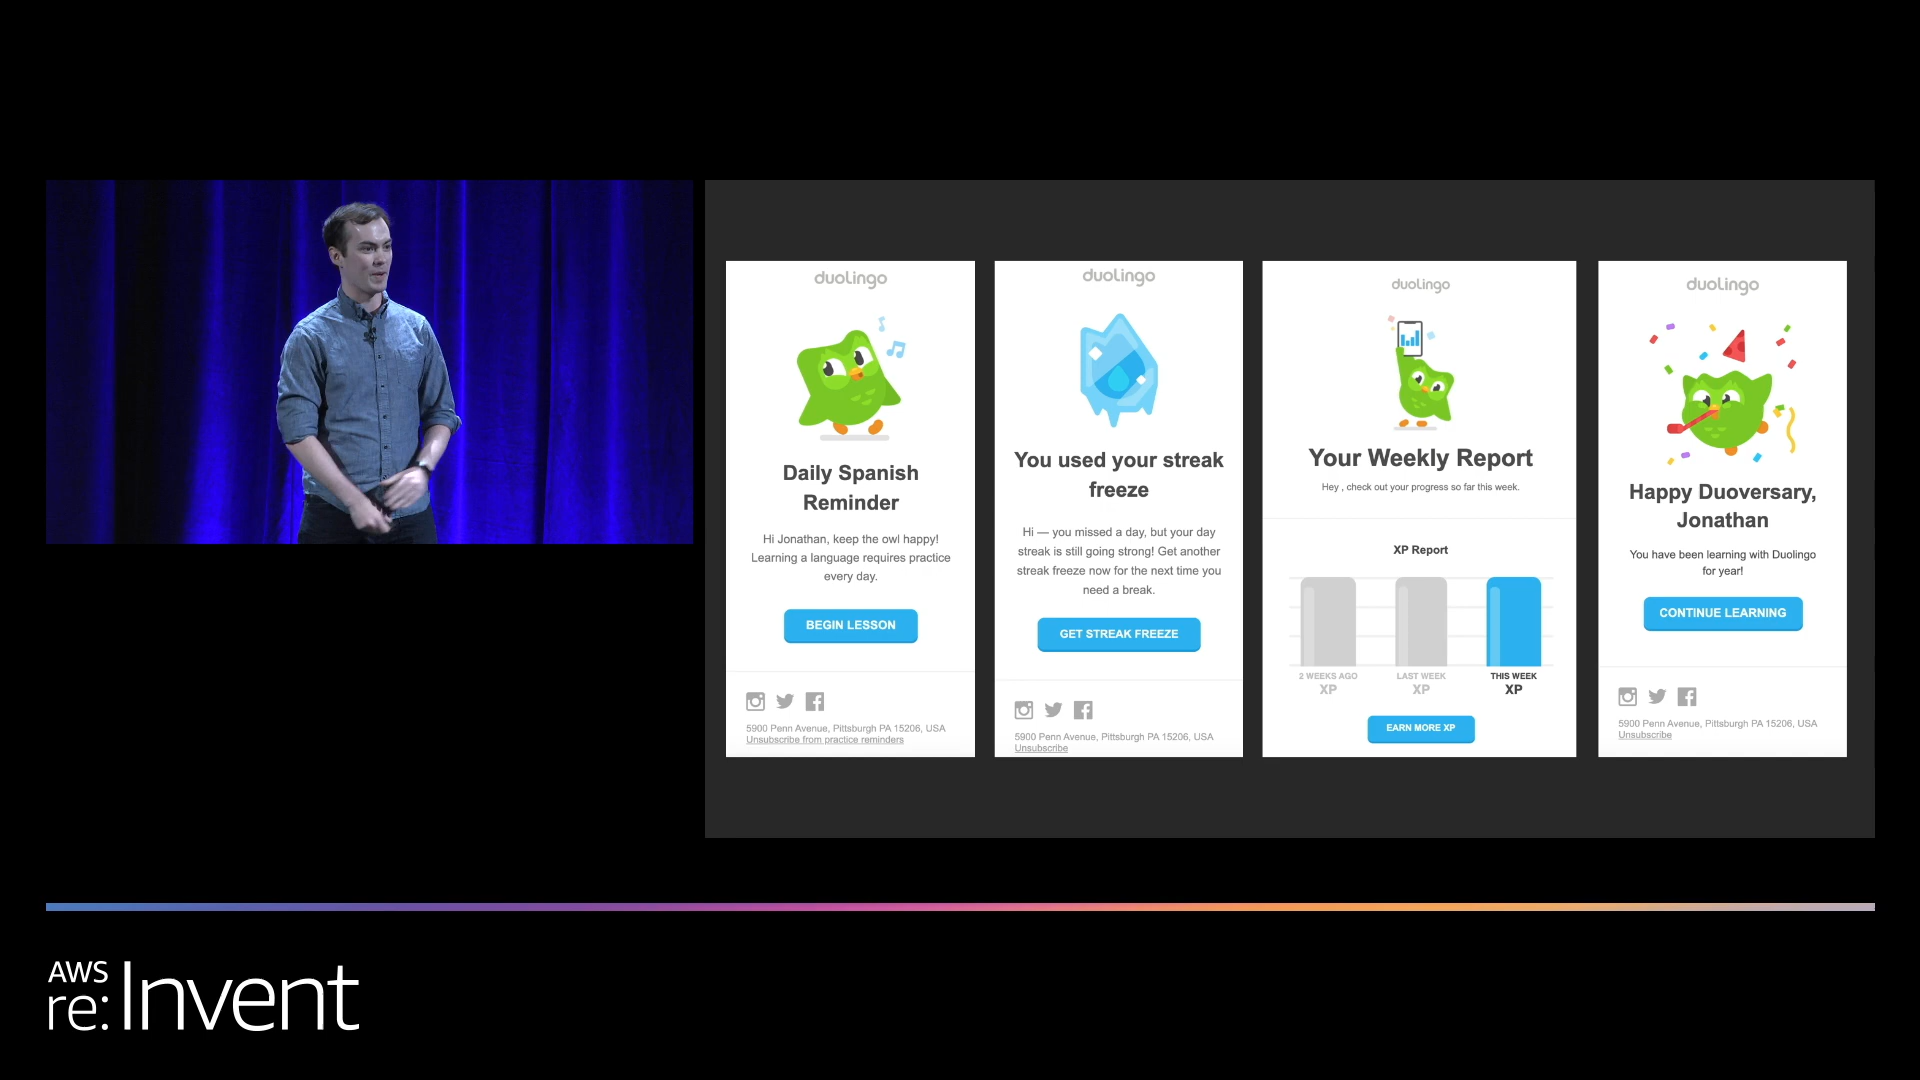 duolingo
Daily Spanish
Reminder
Hi Jonathan, keep the owl happy!
Learning a language requires practice
every day.
BEGIN LESSON
5900 Penn Avenue, Pittsburgh PA 15206, USA
Unsubscribe from practice reminders
duolingo
You used your streak
freeze
Hi — you missed a day, but your day
streak is still going strong! Get another
streak freeze now for the next time you
need a break.
GET STREAK FREEZE
5900 Penn Avenue, Pittsburgh PA 15206, USA
Unsubscribe
duolingo
Your Weekly Report
Hey , check out your progress so far this week.
XP Report
2 WEEKS AGO
XP
LAST WEEK
XP
THIS WEEK
XP
EARN MORE XP
duolingo
Happy Duoversary,
Jonathan
You have been learning with Duolingo
for year!
CONTINUE LEARNING
5900 Penn Avenue, Pittsburgh PA 15206, USA
Unsubscribe
AWS
re:Invent